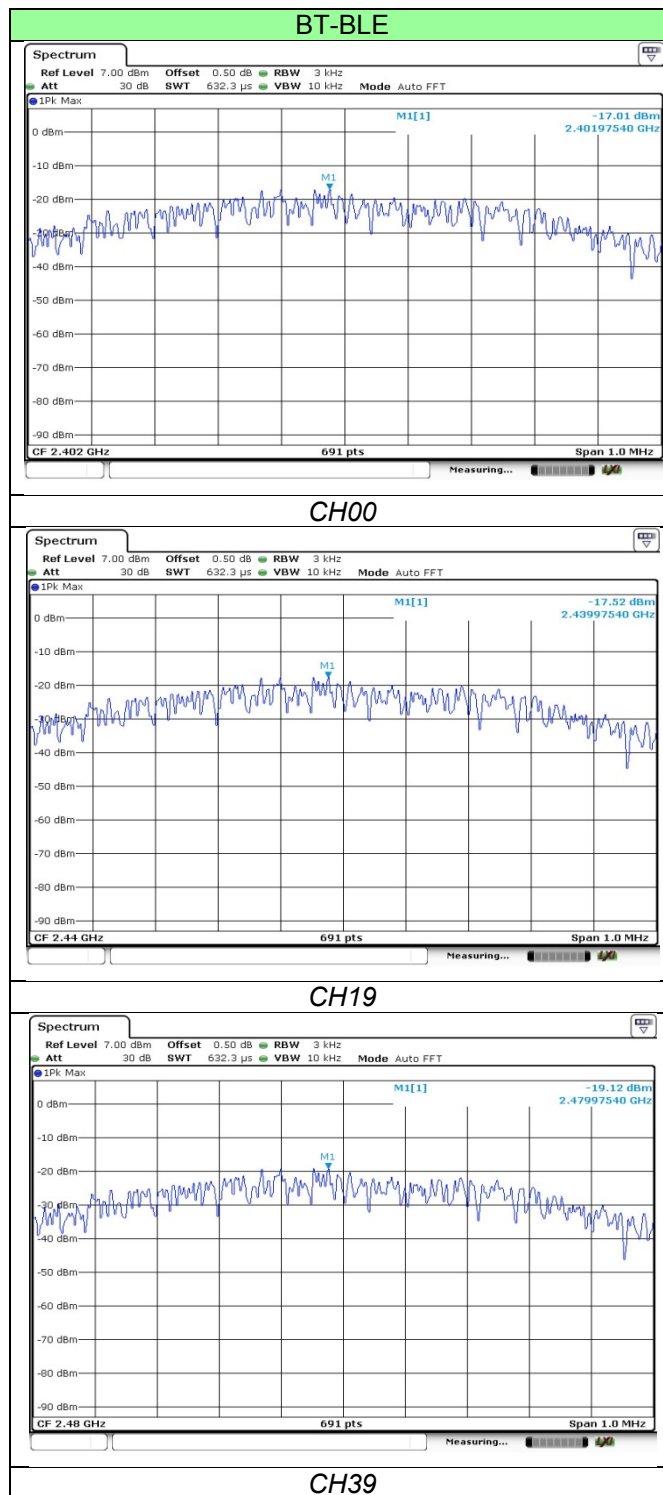 BT-BLE
Spectrum
Ref Level 7.00 dBm Offset 0.50 dB RBW 3 kHz
Att 30 dB SWT 632.3 µs VBW 10 kHz Mode Auto FFT
1Pk Max
M1[1] -17.01 dBm
2.40197540 GHz
0 dBm
-10 dBm
M1
-20 dBm
-30 dBm
-40 dBm
-50 dBm
-60 dBm
-70 dBm
-80 dBm
-90 dBm
CF 2.402 GHz 691 pts Span 1.0 MHz
Measuring...
CH00
Spectrum
Ref Level 7.00 dBm Offset 0.50 dB RBW 3 kHz
Att 30 dB SWT 632.3 µs VBW 10 kHz Mode Auto FFT
1Pk Max
M1[1] -17.52 dBm
2.43997540 GHz
0 dBm
-10 dBm
M1
-20 dBm
-30 dBm
-40 dBm
-50 dBm
-60 dBm
-70 dBm
-80 dBm
-90 dBm
CF 2.44 GHz 691 pts Span 1.0 MHz
Measuring...
CH19
Spectrum
Ref Level 7.00 dBm Offset 0.50 dB RBW 3 kHz
Att 30 dB SWT 632.3 µs VBW 10 kHz Mode Auto FFT
1Pk Max
M1[1] -19.12 dBm
2.47997540 GHz
0 dBm
-10 dBm
M1
-20 dBm
-30 dBm
-40 dBm
-50 dBm
-60 dBm
-70 dBm
-80 dBm
-90 dBm
CF 2.48 GHz 691 pts Span 1.0 MHz
Measuring...
CH39